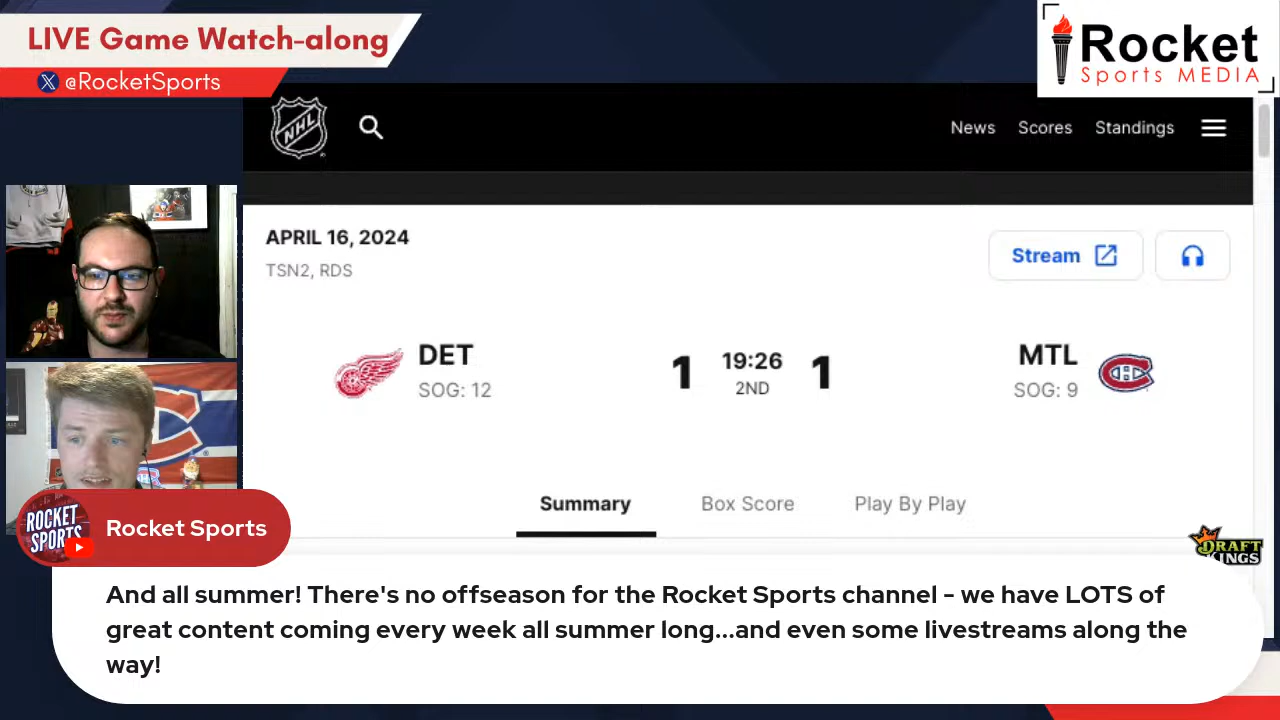 LIVE Game Watch-along
@RocketSports
Rocket
Sports MEDIA
NHL
News Scores Standings
APRIL 16, 2024
TSN2, RDS
Stream
DET
SOG: 12
1
19:26
2ND
1
MTL
SOG: 9
Summary Box Score Play By Play
ROCKET
SPORTS
Rocket Sports
DRAFT
KINGS
And all summer! There's no offseason for the Rocket Sports channel - we have LOTS of
great content coming every week all summer long...and even some livestreams along the
way!